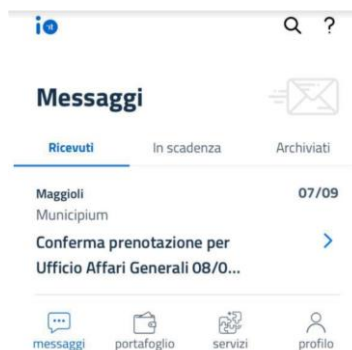 io
?
Messaggi
Ricevuti In scadenza Archiviati
Maggioli 07/09
Municipium
Conferma prenotazione per
Ufficio Affari Generali 08/0...
messaggi portafoglio servizi profilo